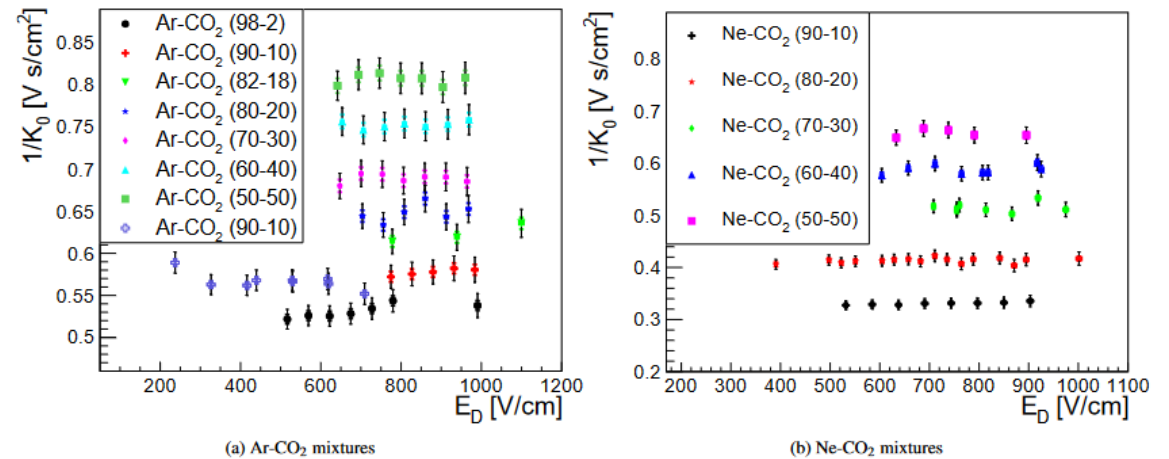 1/K₀ [V s/cm²]
0.85
0.8
0.75
0.7
0.65
0.6
0.55
0.5
Ar-CO₂ (98-2)
Ar-CO₂ (90-10)
Ar-CO₂ (82-18)
Ar-CO₂ (80-20)
Ar-CO₂ (70-30)
Ar-CO₂ (60-40)
Ar-CO₂ (50-50)
Ar-CO₂ (90-10)
200 400 600 800 1000 1200
E_D [V/cm]
(a) Ar-CO₂ mixtures
1/K₀ [V s/cm²]
0.8
0.7
0.6
0.5
0.4
0.3
0.2
Ne-CO₂ (90-10)
Ne-CO₂ (80-20)
Ne-CO₂ (70-30)
Ne-CO₂ (60-40)
Ne-CO₂ (50-50)
200 300 400 500 600 700 800 900 1000 1100
E_D [V/cm]
(b) Ne-CO₂ mixtures